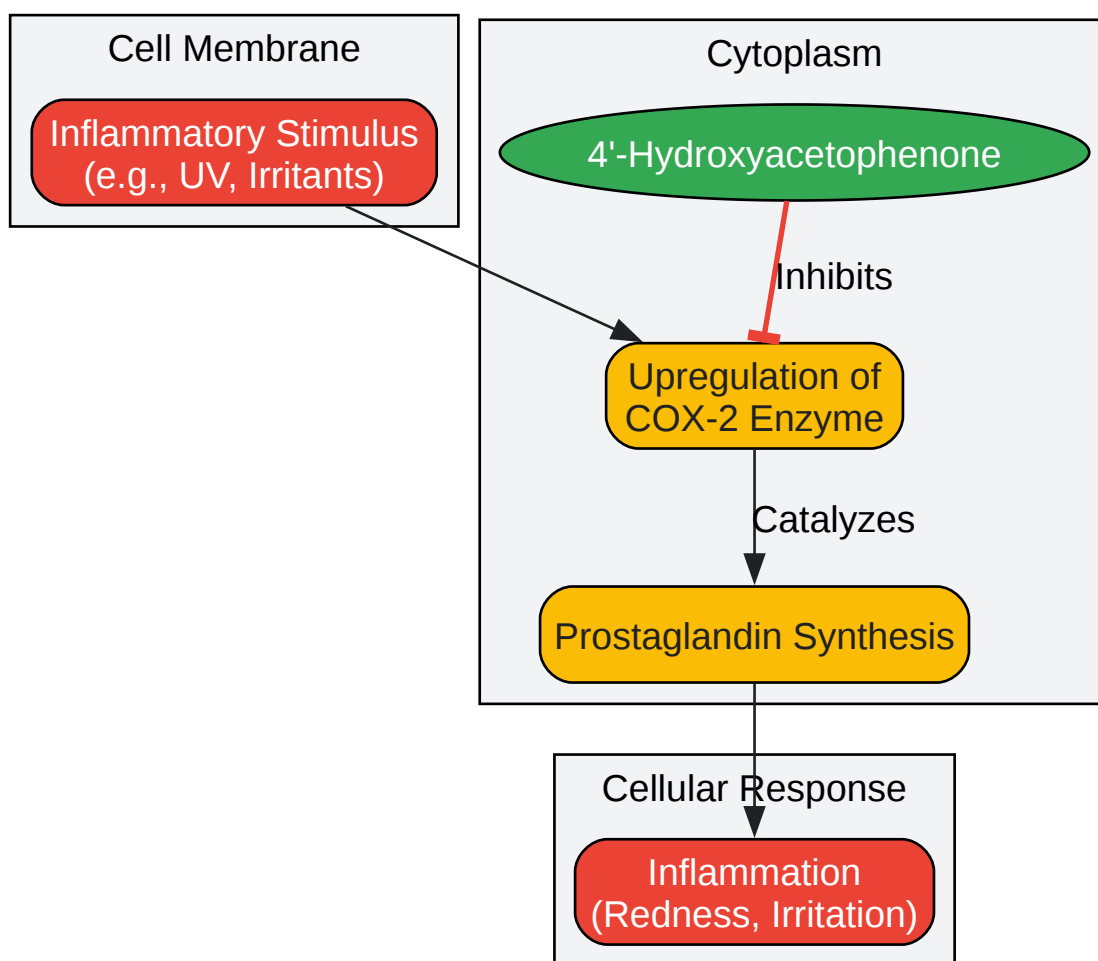 Cell Membrane
Inflammatory Stimulus
(e.g., UV, Irritants)
Cytoplasm
4'-Hydroxyacetophenone
Inhibits
Upregulation of
COX-2 Enzyme
Catalyzes
Prostaglandin Synthesis
Cellular Response
Inflammation
(Redness, Irritation)